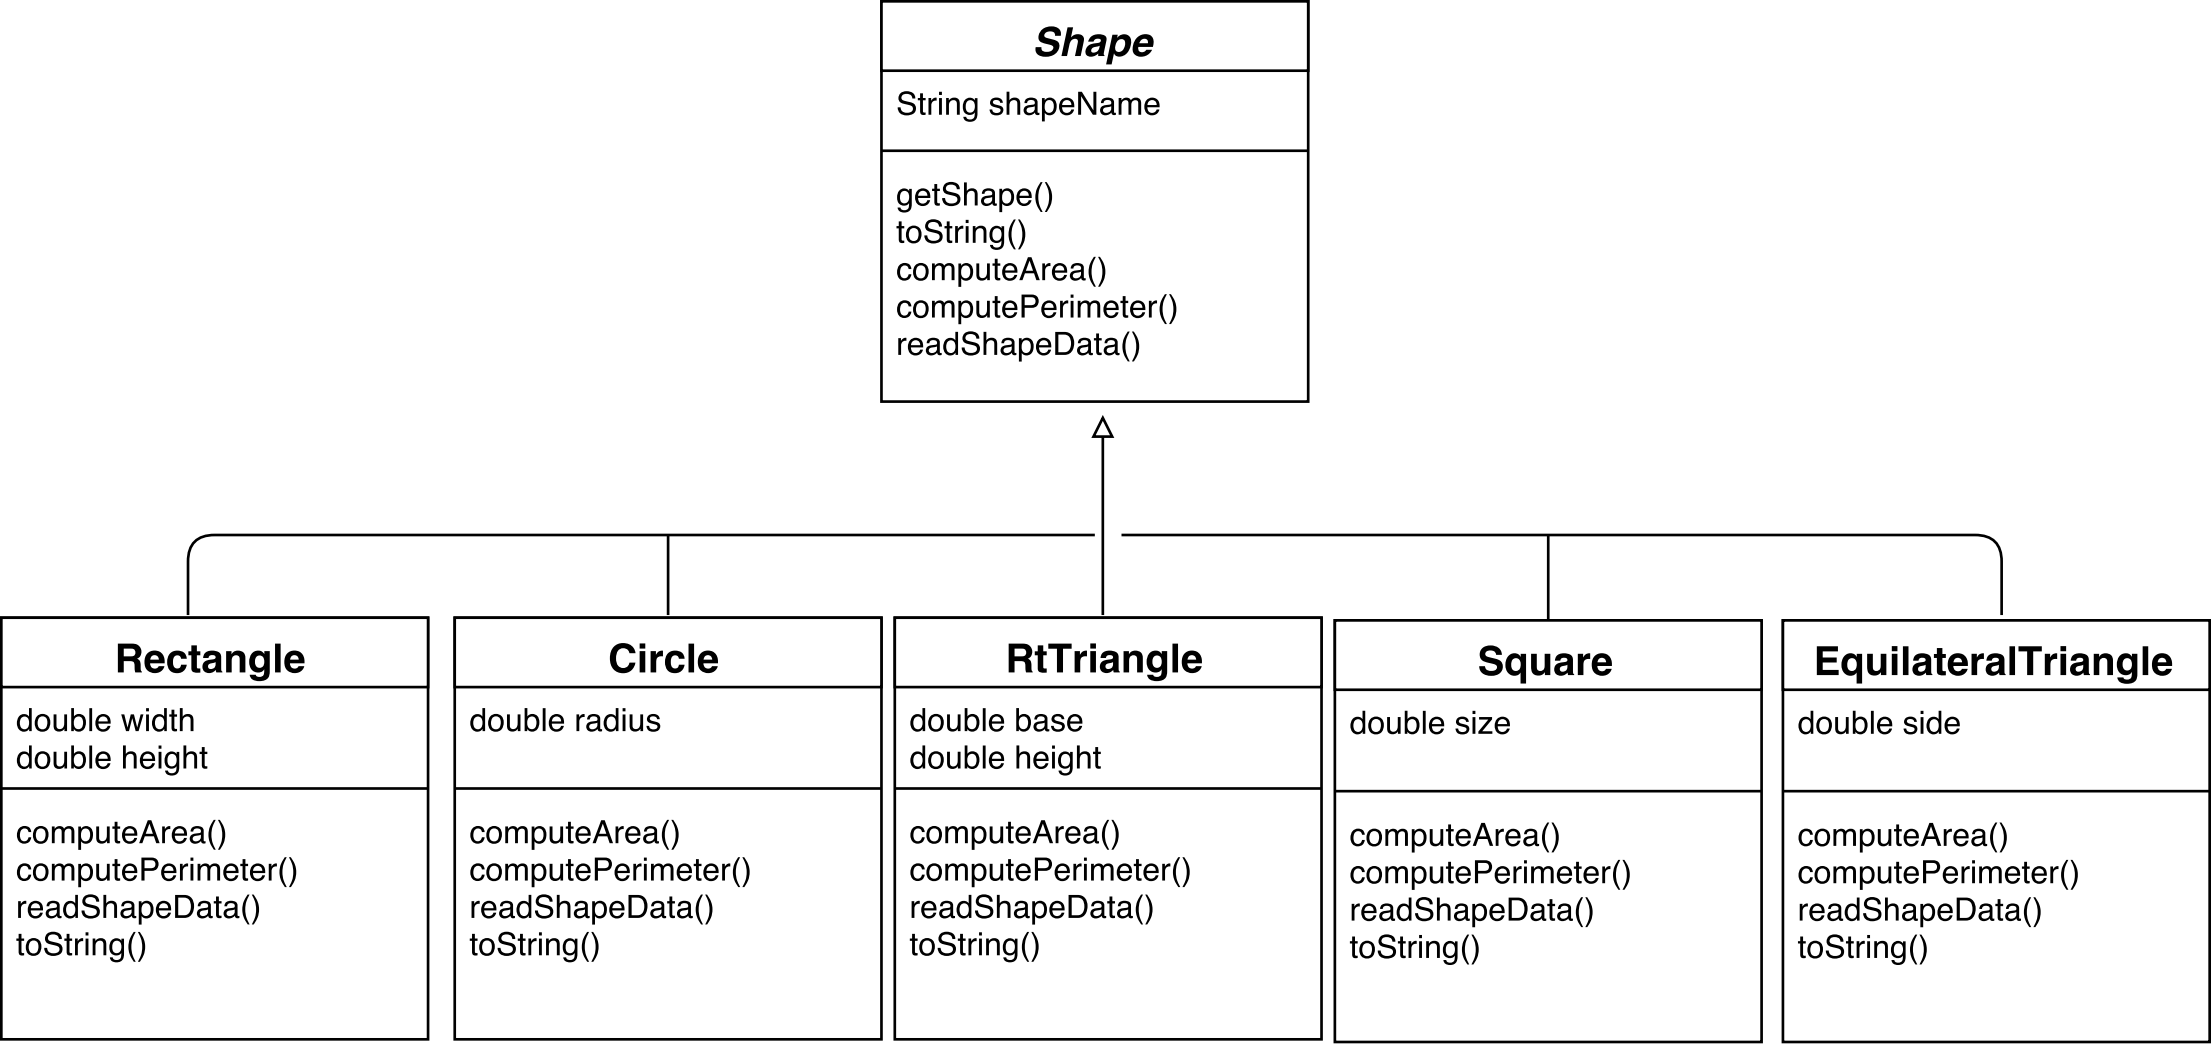 Shape
String shapeName
getShape()
toString()
computeArea()
computePerimeter()
readShapeData()
Rectangle
double width
double height
computeArea()
computePerimeter()
readShapeData()
toString()
Circle
double radius
computeArea()
computePerimeter()
readShapeData()
toString()
RtTriangle
double base
double height
computeArea()
computePerimeter()
readShapeData()
toString()
Square
double size
computeArea()
computePerimeter()
readShapeData()
toString()
EquilateralTriangle
double side
computeArea()
computePerimeter()
readShapeData()
toString()